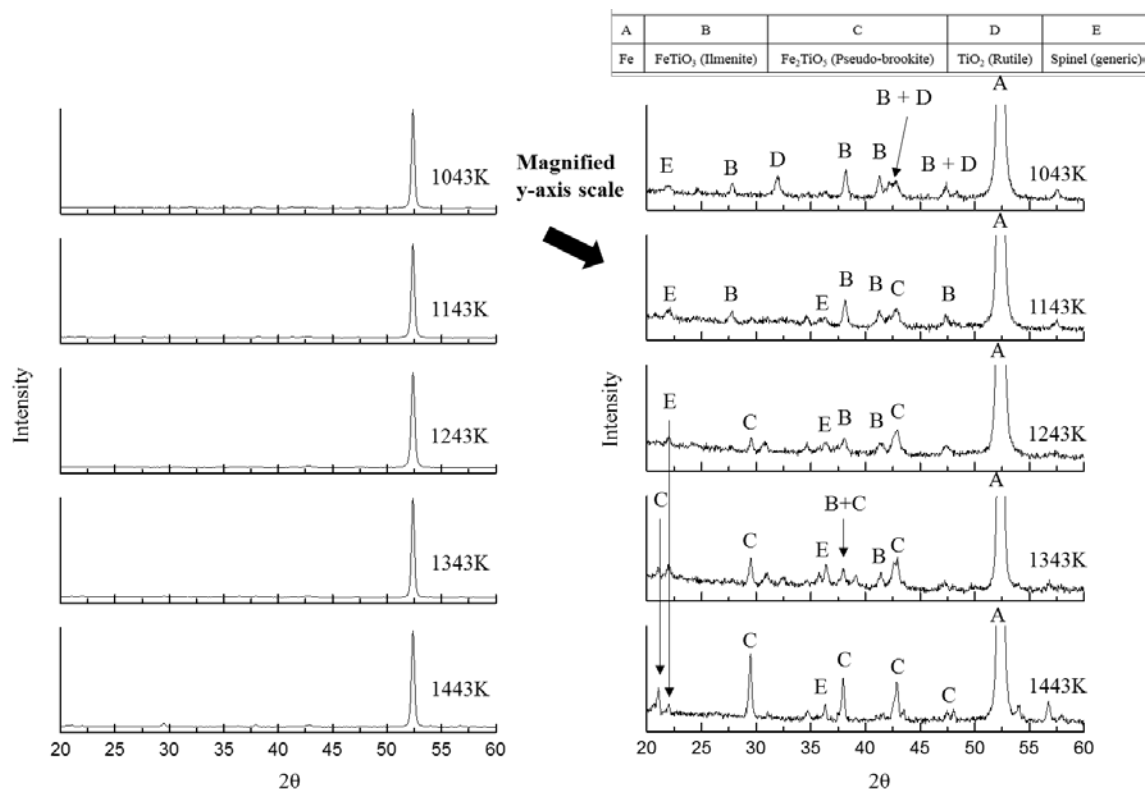 A B C D E
Fe FeTiO₃ (Ilmenite) Fe₂TiO₅ (Pseudo-brookite) TiO₂ (Rutile) Spinel (generic)
Intensity
1043K
1143K
1243K
1343K
1443K
20 25 30 35 40 45 50 55 60
2θ
Magnified
y-axis scale
Intensity
A
B + D
E B D B B B + D
1043K
A
E B E B B C B
1143K
A
E C E B B C
1243K
A
C B+C
C E B C
1343K
A
C E C C C
1443K
20 25 30 35 40 45 50 55 60
2θ